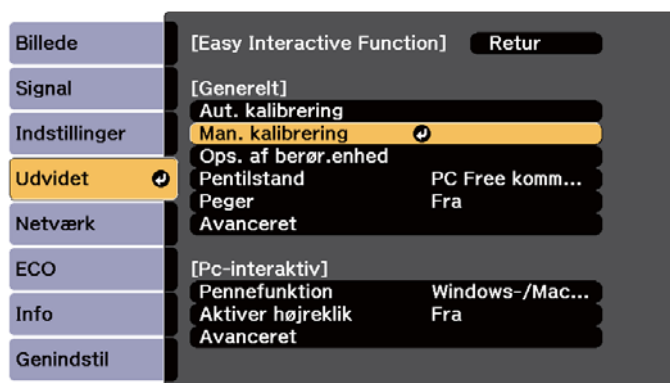 Billede
Signal
Indstillinger
Udvidet
Netværk
ECO
Info
Genindstil
[Easy Interactive Function] Retur
[Generelt]
Aut. kalibrering
Man. kalibrering
Ops. af berør.enhed
Pentilstand PC Free komm...
Peger Fra
Avanceret
[Pc-interaktiv]
Pennefunktion Windows-/Mac...
Aktiver højreklik Fra
Avanceret